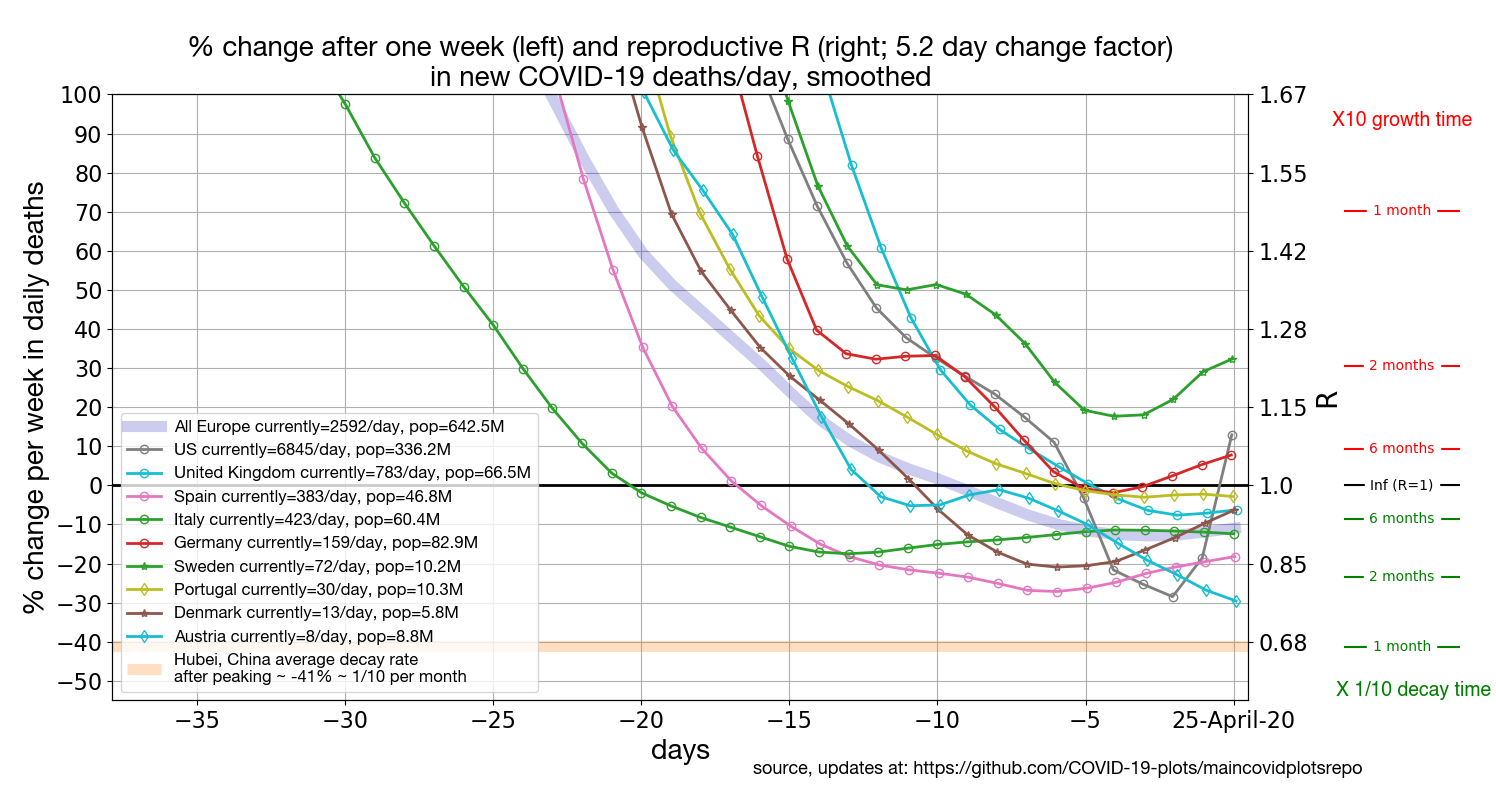 % change after one week (left) and reproductive R (right; 5.2 day change factor)
in new COVID-19 deaths/day, smoothed
% change per week in daily deaths
100
90
80
70
60
50
40
30
20
10
0
−10
−20
−30
−40
−50
All Europe currently=2592/day, pop=642.5M
US currently=6845/day, pop=336.2M
United Kingdom currently=783/day, pop=66.5M
Spain currently=383/day, pop=46.8M
Italy currently=423/day, pop=60.4M
Germany currently=159/day, pop=82.9M
Sweden currently=72/day, pop=10.2M
Portugal currently=30/day, pop=10.3M
Denmark currently=13/day, pop=5.8M
Austria currently=8/day, pop=8.8M
Hubei, China average decay rate
after peaking ~ -41% ~ 1/10 per month
−35 −30 −25 −20 −15 −10 −5 25-April-20
days
1.67
1.55
1.42
1.28
1.15
1.0
0.85
0.68
R
X10 growth time
1 month
2 months
6 months
Inf (R=1)
6 months
2 months
1 month
X 1/10 decay time
source, updates at: https://github.com/COVID-19-plots/maincovidplotsrepo